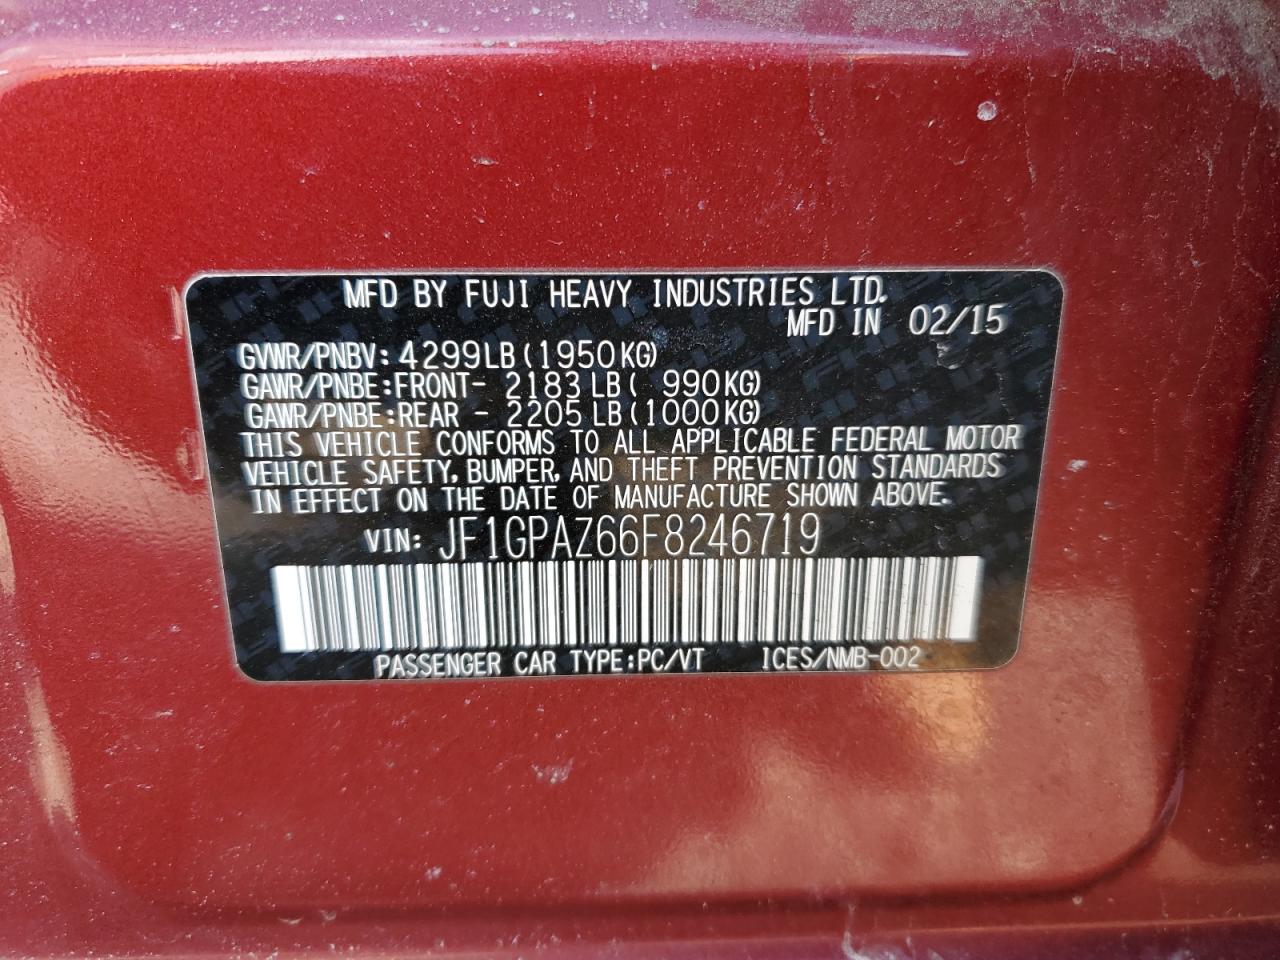 MFD BY FUJI HEAVY INDUSTRIES LTD.
MFD IN 02/15
GVWR/PNBV: 4299LB(1950KG)
GAWR/PNBE:FRONT- 2183LB( 990KG)
GAWR/PNBE:REAR - 2205LB(1000KG)
THIS VEHICLE CONFORMS TO ALL APPLICABLE FEDERAL MOTOR
VEHICLE SAFETY, BUMPER, AND THEFT PREVENTION STANDARDS
IN EFFECT ON THE DATE OF MANUFACTURE SHOWN ABOVE.
VIN: JF1GPAZ66F8246719
PASSENGER CAR TYPE:PC/VT ICES/NMB-002